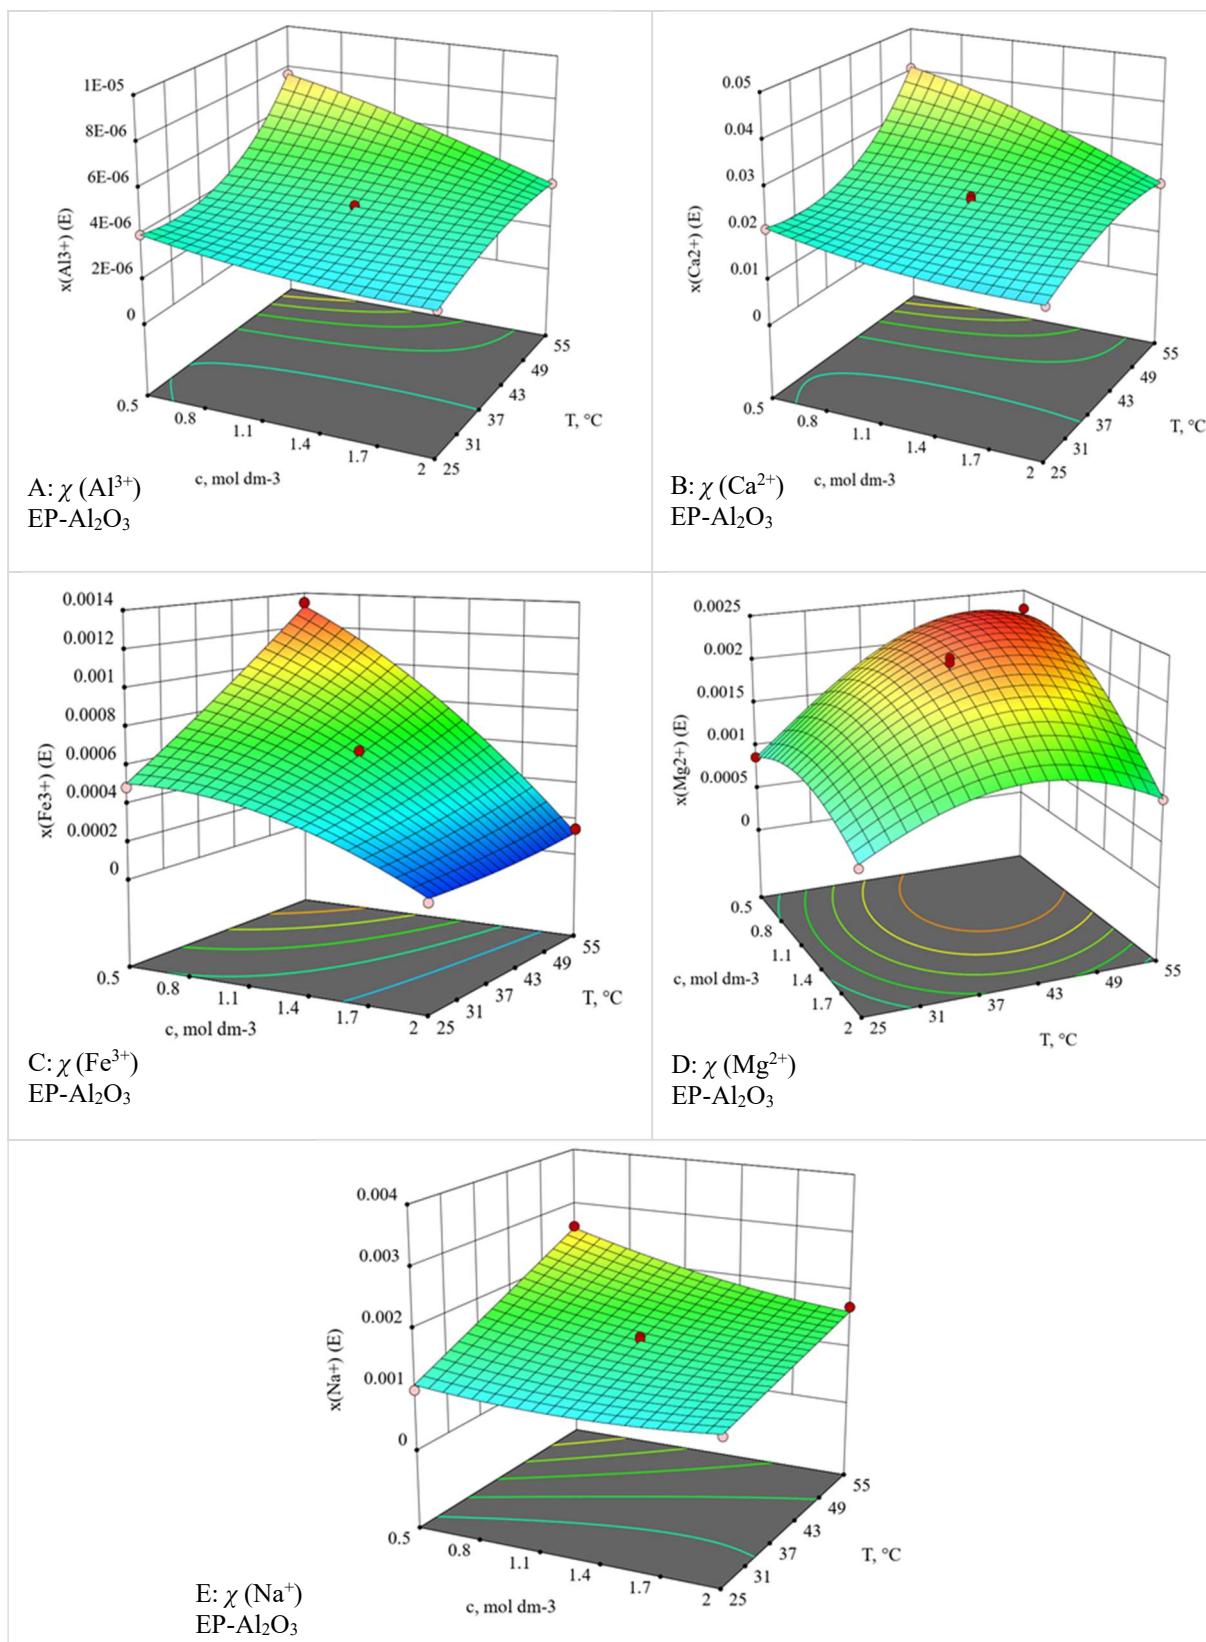 1E-05
8E-06
6E-06
4E-06
2E-06
0
x(Al3+) (E)
0.5
0.8
1.1
1.4
1.7
2
25
31
37
43
49
55
c, mol dm-3
T, °C
A: χ (Al³⁺)
EP-Al₂O₃
0.05
0.04
0.03
0.02
0.01
0
x(Ca2+) (E)
0.5
0.8
1.1
1.4
1.7
2
25
31
37
43
49
55
c, mol dm-3
T, °C
B: χ (Ca²⁺)
EP-Al₂O₃
0.0014
0.0012
0.001
0.0008
0.0006
0.0004
0.0002
0
x(Fe3+) (E)
0.5
0.8
1.1
1.4
1.7
2
25
31
37
43
49
55
c, mol dm-3
T, °C
C: χ (Fe³⁺)
EP-Al₂O₃
0.0025
0.002
0.0015
0.001
0.0005
0
x(Mg2+) (E)
0.5
0.8
1.1
1.4
1.7
2
25
31
37
43
49
55
c, mol dm-3
T, °C
D: χ (Mg²⁺)
EP-Al₂O₃
0.004
0.003
0.002
0.001
0
x(Na+) (E)
0.5
0.8
1.1
1.4
1.7
2
25
31
37
43
49
55
c, mol dm-3
T, °C
E: χ (Na⁺)
EP-Al₂O₃